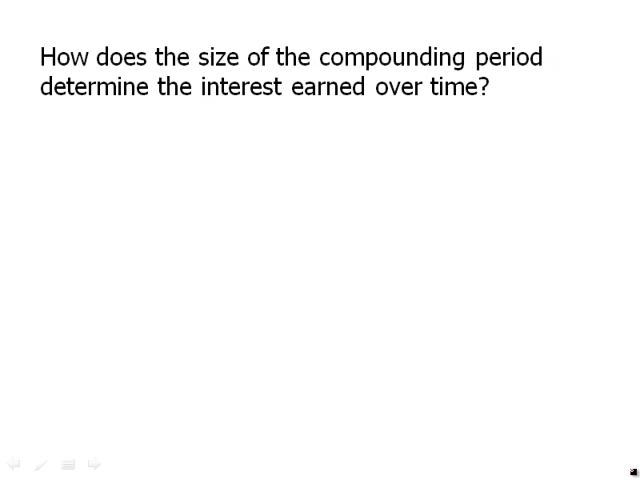 How does the size of the compounding period
determine the interest earned over time?